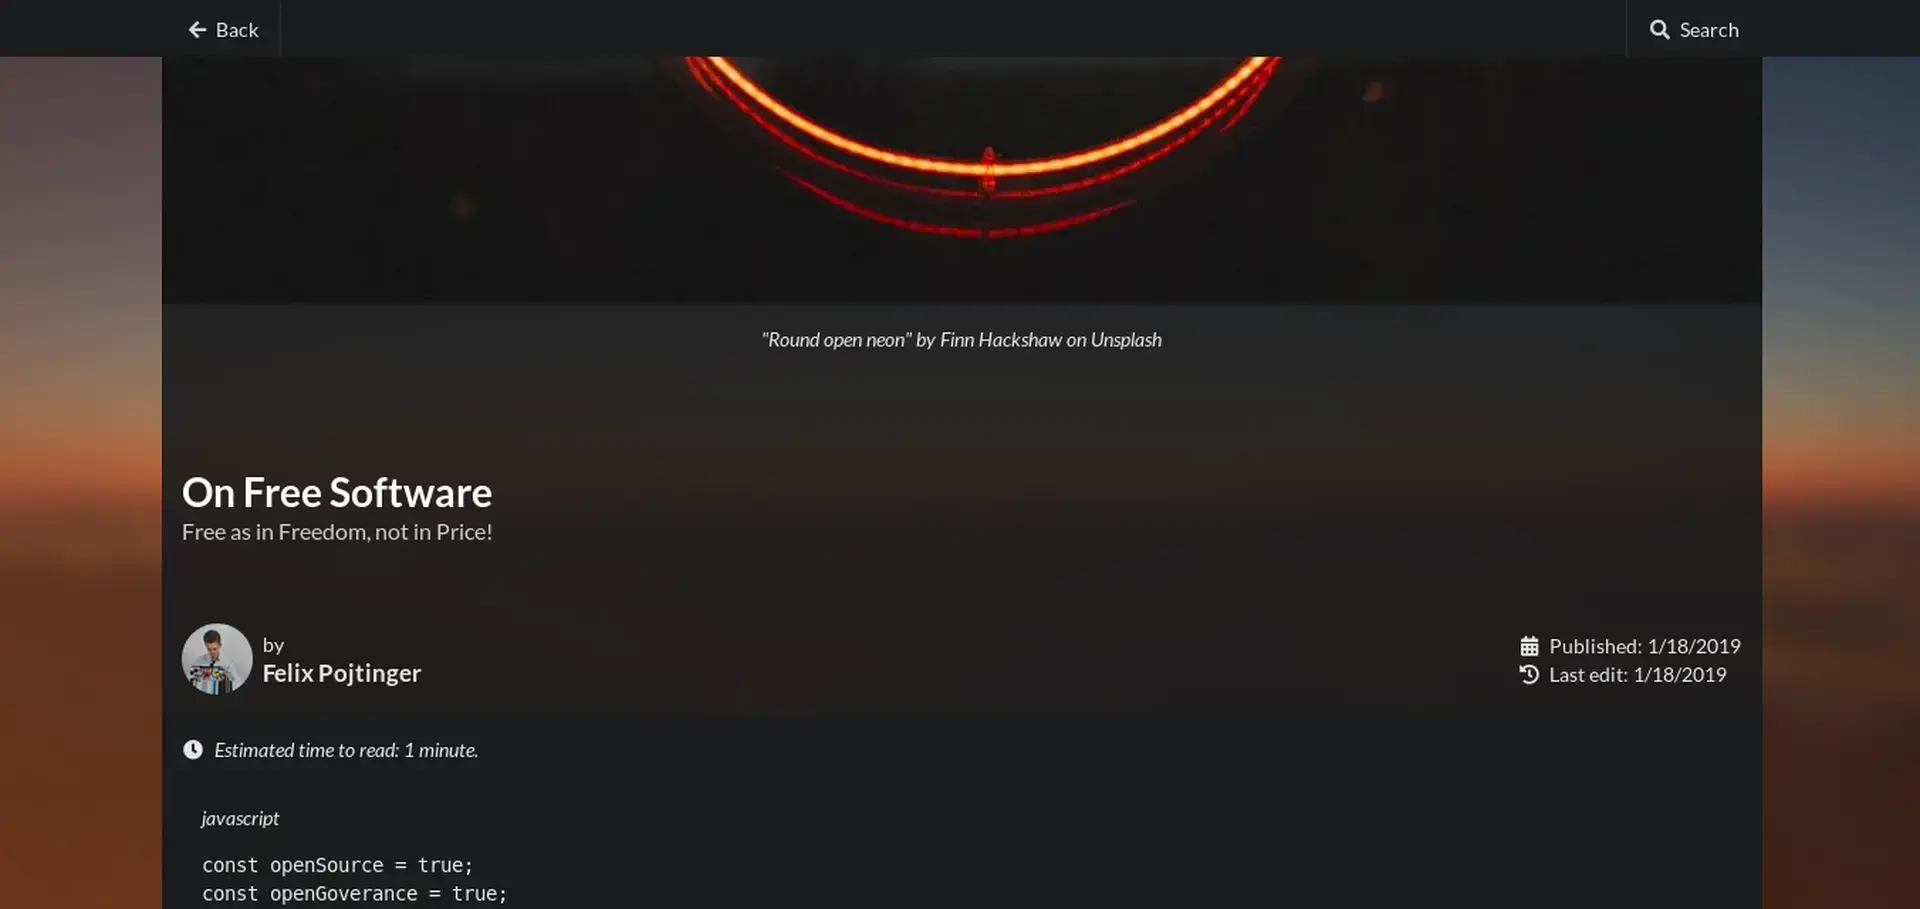 Back
Search
"Round open neon" by Finn Hackshaw on Unsplash
On Free Software
Free as in Freedom, not in Price!
by
Felix Pojtinger
Published: 1/18/2019
Last edit: 1/18/2019
Estimated time to read: 1 minute.
javascript
const openSource = true;
const openGoverance = true;